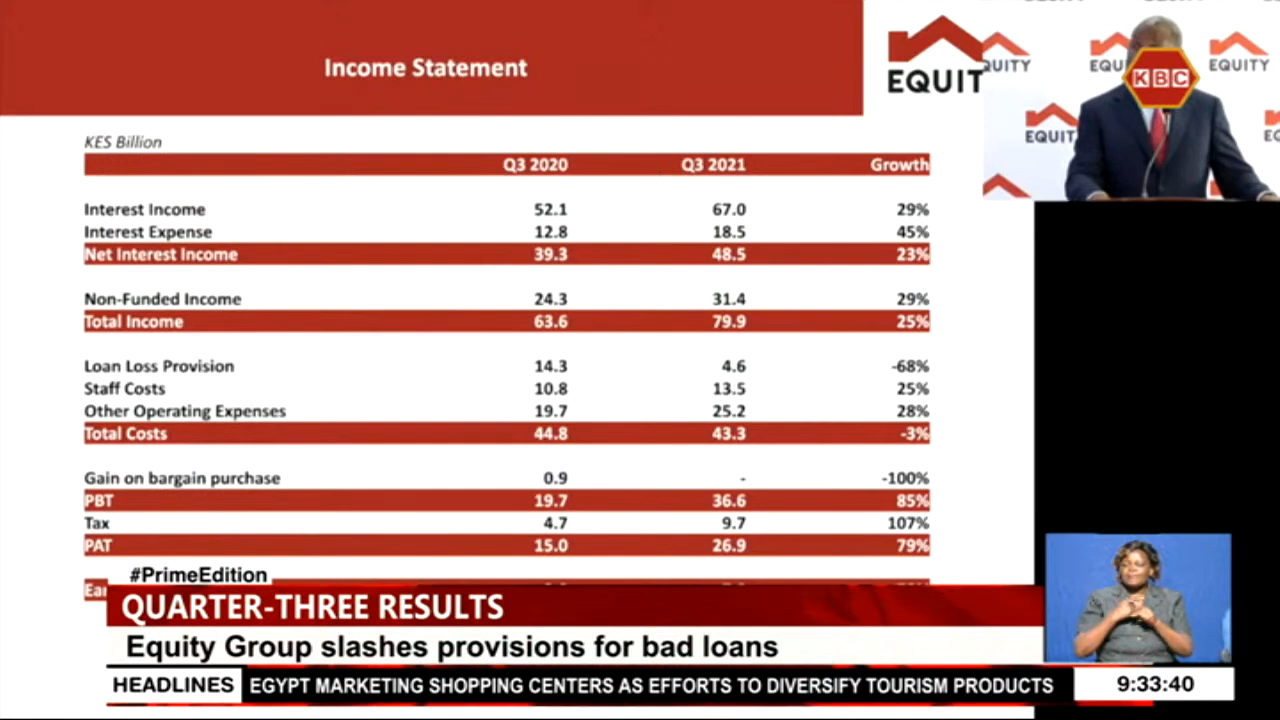 Income Statement
EQUIT
QUITY
EQU
EQUITY
KBC
EQUIT
KES Billion
Q3 2020 Q3 2021 Growth
Interest Income 52.1 67.0 29%
Interest Expense 12.8 18.5 45%
Net Interest Income 39.3 48.5 23%
Non-Funded Income 24.3 31.4 29%
Total Income 63.6 79.9 25%
Loan Loss Provision 14.3 4.6 -68%
Staff Costs 10.8 13.5 25%
Other Operating Expenses 19.7 25.2 28%
Total Costs 44.8 43.3 -3%
Gain on bargain purchase 0.9 - -100%
PBT 19.7 36.6 85%
Tax 4.7 9.7 107%
PAT 15.0 26.9 79%
Ear
#PrimeEdition
QUARTER-THREE RESULTS
Equity Group slashes provisions for bad loans
HEADLINES EGYPT MARKETING SHOPPING CENTERS AS EFFORTS TO DIVERSIFY TOURISM PRODUCTS 9:33:40